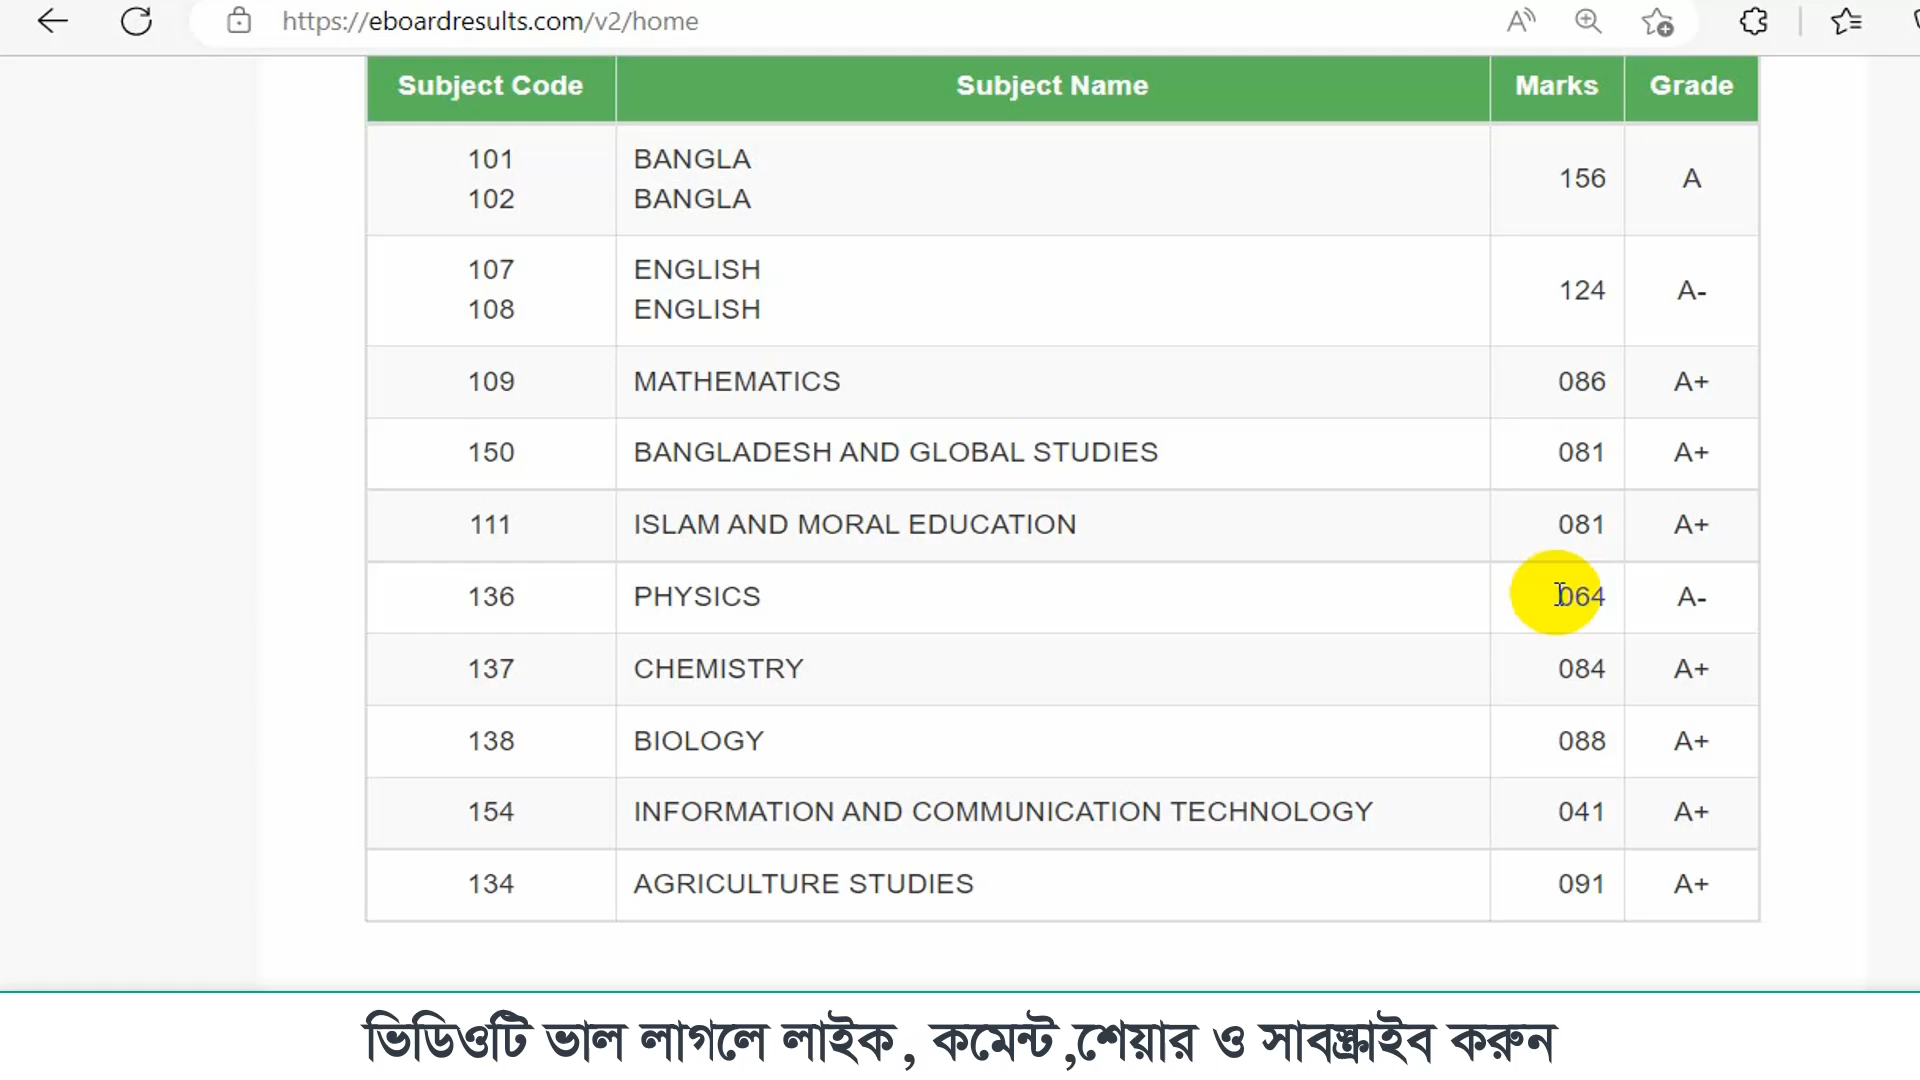 https://eboardresults.com/v2/home
Subject Code Subject Name Marks Grade
101 BANGLA
102 BANGLA
156 A
107 ENGLISH
108 ENGLISH
124 A-
109 MATHEMATICS 086 A+
150 BANGLADESH AND GLOBAL STUDIES 081 A+
111 ISLAM AND MORAL EDUCATION 081 A+
136 PHYSICS 064 A-
137 CHEMISTRY 084 A+
138 BIOLOGY 088 A+
154 INFORMATION AND COMMUNICATION TECHNOLOGY 041 A+
134 AGRICULTURE STUDIES 091 A+
ভিডিওটি ভাল লাগলে লাইক, কমেন্ট,শেয়ার ও সাবস্ক্রাইব করুন